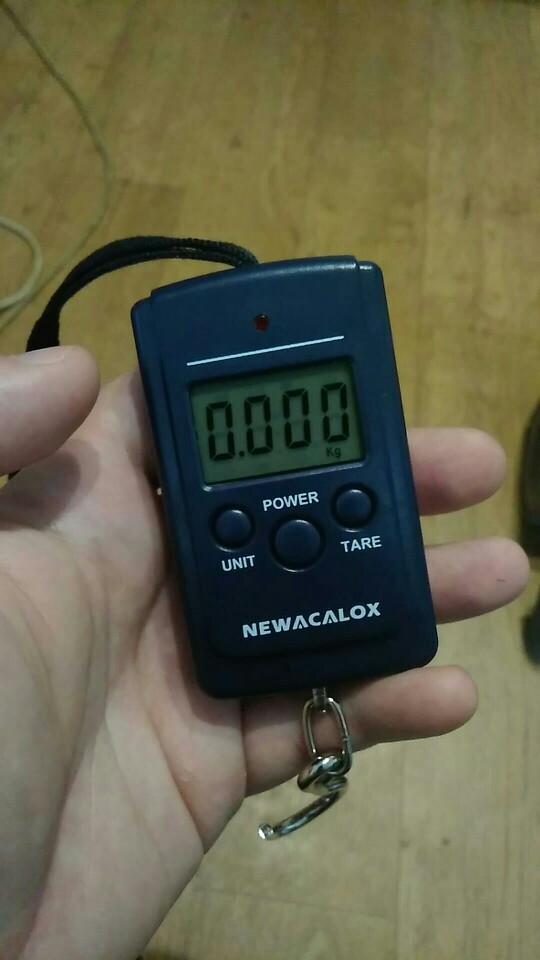 0.000
Kg
POWER
UNIT
TARE
NEWACALOX